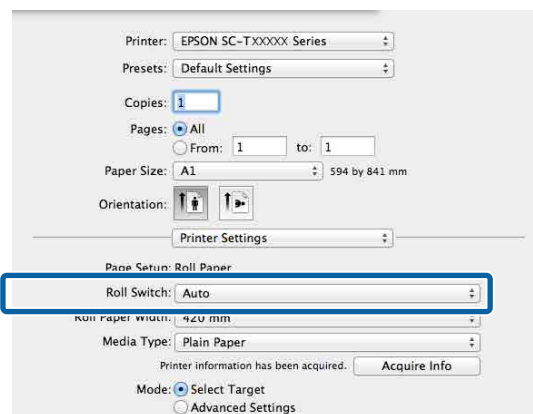 Printer: EPSON SC-TXXXXX Series
Presets: Default Settings
Copies: 1
Pages: All
From: 1 to: 1
Paper Size: A1 594 by 841 mm
Orientation:
Printer Settings
Page Setup: Roll Paper
Roll Switch: Auto
Roll Paper Width: 420 mm
Media Type: Plain Paper
Printer information has been acquired. Acquire Info
Mode: Select Target
Advanced Settings